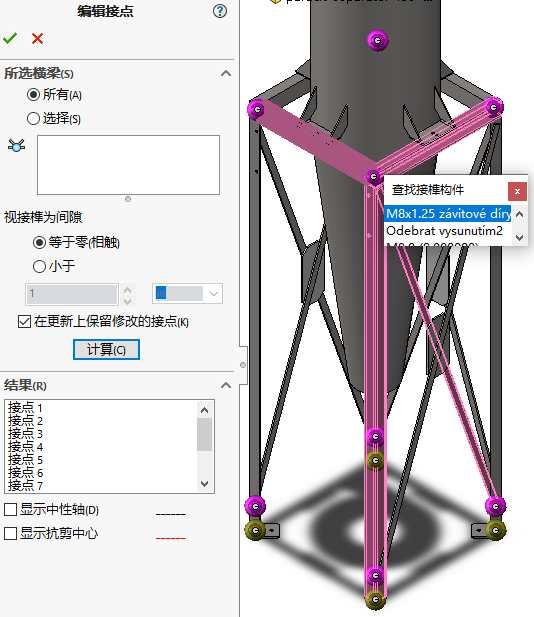 编辑接点
所选横梁(S)
所有(A)
选择(S)
视接榫为间隙
等于零(相触)
小于
1
在更新上保留修改的接点(K)
计算(C)
结果(R)
接点 1
接点 2
接点 3
接点 4
接点 5
接点 6
接点 7
显示中性轴(D)
显示抗剪中心
查找接榫构件
M8x1.25 závitové díry
Odebrat vysunutím2